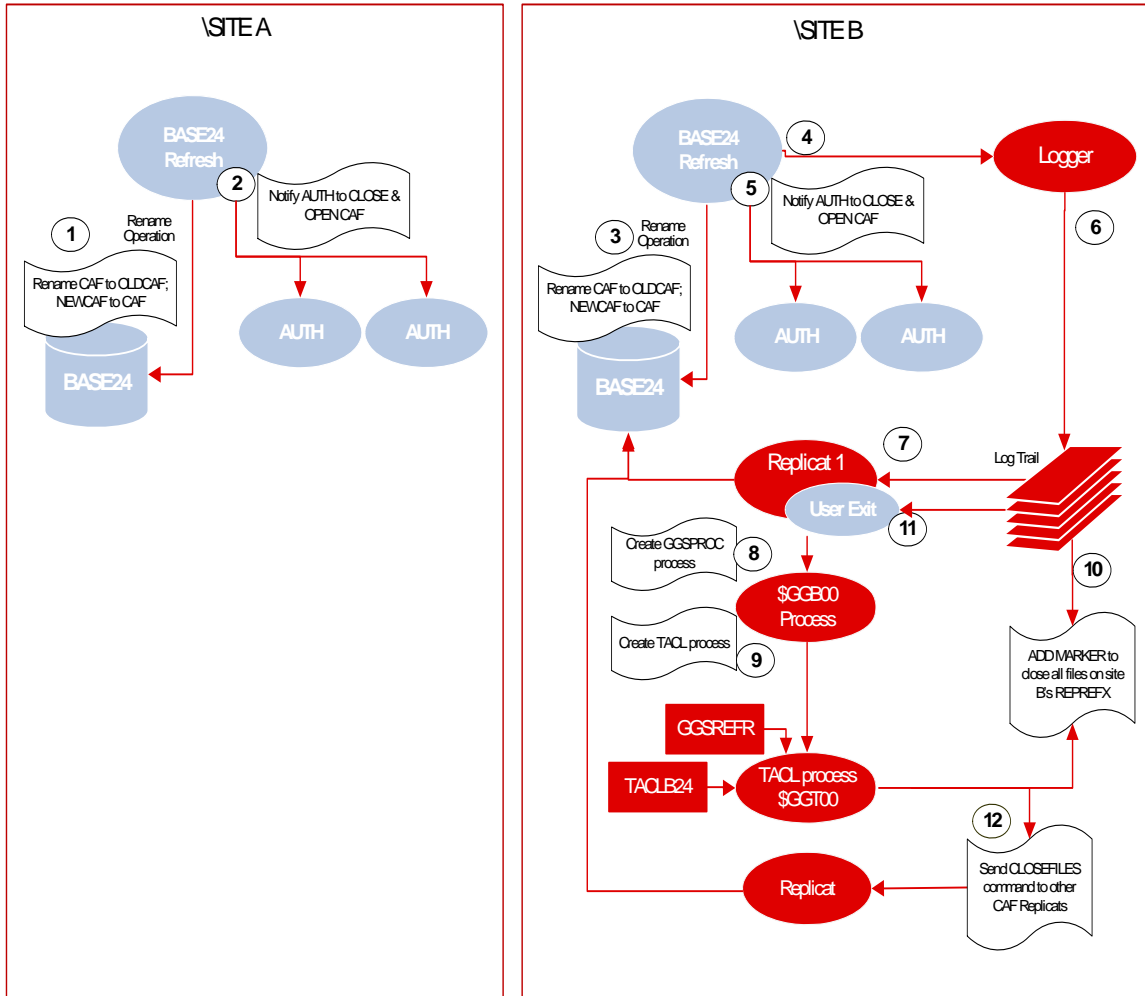 \SITE A
BASE24
Refresh
2
Notify AUTH to CLOSE &
OPEN CAF
1
Rename
Operation
Rename CAF to OLDCAF;
NEWCAF to CAF
AUTH
AUTH
BASE24
\SITE B
BASE24
Refresh
4
Logger
5
Notify AUTH to CLOSE &
OPEN CAF
6
3
Rename
Operation
Rename CAF to OLDCAF;
NEWCAF to CAF
AUTH
AUTH
BASE24
Replicat 1
7
Log Trail
User Exit
11
Create GGSPROC
process
8
10
$GGB00
Process
Create TACL process
9
ADD MARKER to
close all files on site
B's REPREFX
GGSREFR
TACLB24
TACL process
$GGT00
12
Send CLOSEFILES
command to other
CAF Replicats
Replicat